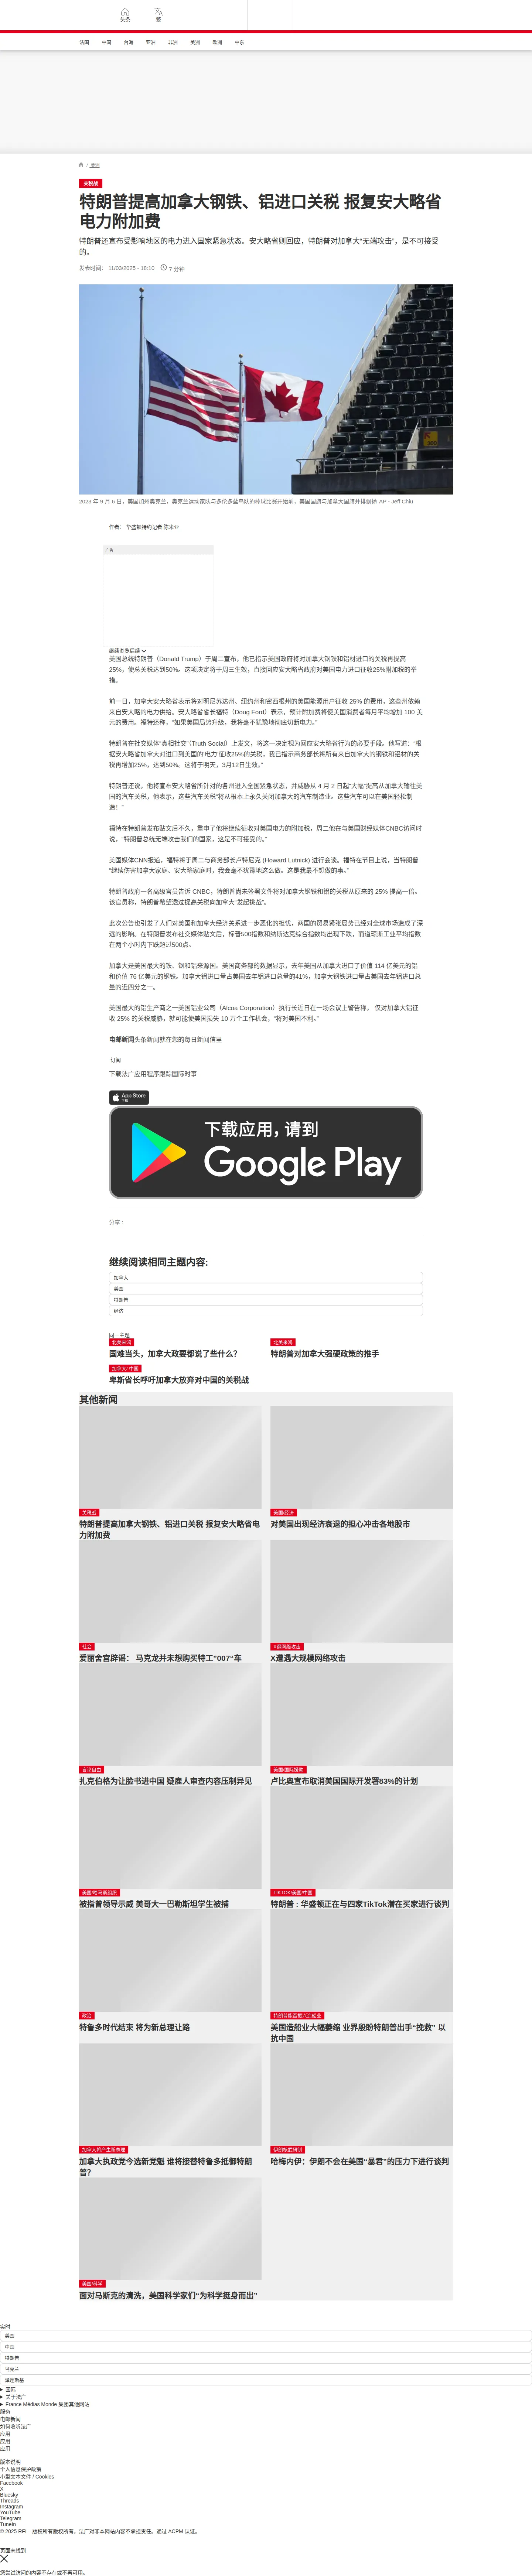 头条
繁
法国
中国
台海
亚洲
非洲
美洲
欧洲
中东
/ 美洲
关税战
特朗普提高加拿大钢铁、铝进口关税 报复安大略省
电力附加费
特朗普还宣布受影响地区的电力进入国家紧急状态。安大略省则回应，特朗普对加拿大“无端攻击”，是不可接受
的。
发表时间： 11/03/2025 - 18:10 7 分钟
2023 年 9 月 6 日，美国加州奥克兰，奥克兰运动家队与多伦多蓝鸟队的棒球比赛开始前，美国国旗与加拿大国旗并排飘扬 AP - Jeff Chiu
作者： 华盛顿特约记者 陈米亚
广告
继续浏览后续
美国总统特朗普（Donald Trump）于周二宣布，他已指示美国政府将对加拿大钢铁和铝材进口的关税再提高
25%，使总关税达到50%。这项决定将于周三生效，直接回应安大略省政府对美国电力进口征收25%附加税的举
措。
前一日，加拿大安大略省表示将对明尼苏达州、纽约州和密西根州的美国能源用户征收 25% 的费用，这些州依赖
来自安大略的电力供给。安大略省省长福特（Doug Ford）表示，预计附加费将使美国消费者每月平均增加 100 美
元的费用。福特还称，“如果美国局势升级，我将毫不犹豫地彻底切断电力。”
特朗普在社交媒体“真相社交”（Truth Social）上发文，将这一决定视为回应安大略省行为的必要手段。他写道：“根
据安大略省加拿大对进口到美国的‘电力’征收25%的关税，我已指示商务部长将所有来自加拿大的钢铁和铝材的关
税再增加25%，达到50%。这将于明天，3月12日生效。”
特朗普还说，他将宣布安大略省所针对的各州进入全国紧急状态，并威胁从 4 月 2 日起“大幅”提高从加拿大输往美
国的汽车关税，他表示，这些汽车关税“将从根本上永久关闭加拿大的汽车制造业。这些汽车可以在美国轻松制
造！”
福特在特朗普发布贴文后不久，重申了他将继续征收对美国电力的附加税，周二他在与美国财经媒体CNBC访问时
说，“特朗普总统无端攻击我们的国家，这是不可接受的。”
美国媒体CNN报道，福特将于周二与商务部长卢特尼克 (Howard Lutnick) 进行会谈。福特在节目上说，当特朗普
“继续伤害加拿大家庭、安大略家庭时，我会毫不犹豫地这么做。这是我最不想做的事。”
特朗普政府一名高级官员告诉 CNBC，特朗普尚未签署文件将对加拿大钢铁和铝的关税从原来的 25% 提高一倍。
该官员称，特朗普希望透过提高关税向加拿大“发起挑战”。
此次公告也引发了人们对美国和加拿大经济关系进一步恶化的担忧，两国的贸易紧张局势已经对全球市场造成了深
远的影响。在特朗普发布社交媒体贴文后，标普500指数和纳斯达克综合指数均出现下跌，而道琼斯工业平均指数
在两个小时内下跌超过500点。
加拿大是美国最大的铁、钢和铝来源国。美国商务部的数据显示，去年美国从加拿大进口了价值 114 亿美元的铝
和价值 76 亿美元的钢铁。加拿大铝进口量占美国去年铝进口总量的41%，加拿大钢铁进口量占美国去年铝进口总
量的近四分之一。
美国最大的铝生产商之一美国铝业公司（Alcoa Corporation）执行长近日在一场会议上警告称， 仅对加拿大铝征
收 25% 的关税威胁，就可能使美国损失 10 万个工作机会，“将对美国不利。”
电邮新闻头条新闻就在您的每日新闻信里
订阅
下载法广应用程序跟踪国际时事
App Store
下载
下载应用，请到
Google Play
分享 :
继续阅读相同主题内容:
加拿大
美国
特朗普
经济
同一主题
北美来鸿
国难当头，加拿大政要都说了些什么？
北美来鸿
特朗普对加拿大强硬政策的推手
加拿大/ 中国
卑斯省长呼吁加拿大放弃对中国的关税战
其他新闻
关税战
特朗普提高加拿大钢铁、铝进口关税 报复安大略省电
力附加费
美国/经济
对美国出现经济衰退的担心冲击各地股市
社会
爱丽舍宫辟谣： 马克龙并未想购买特工"007"车
X遭网络攻击
X遭遇大规模网络攻击
言论自由
扎克伯格为让脸书进中国 疑雇人审查内容压制异见
美国/国际援助
卢比奥宣布取消美国国际开发署83%的计划
美国/哈马斯组织
被指曾领导示威 美哥大一巴勒斯坦学生被捕
TIKTOK/美国/中国
特朗普 : 华盛顿正在与四家TikTok潜在买家进行谈判
政治
特鲁多时代结束 将为新总理让路
特朗普能否振兴造船业
美国造船业大幅萎缩 业界殷盼特朗普出手“挽救” 以
抗中国
加拿大将产生新总理
加拿大执政党今选新党魁 谁将接替特鲁多抵御特朗
普？
伊朗核武研制
哈梅内伊：伊朗不会在美国“暴君”的压力下进行谈判
美国/科学
面对马斯克的清洗，美国科学家们“为科学挺身而出”
实时
美国
中国
特朗普
乌克兰
泽连斯基
国际
关于法广
France Médias Monde 集团其他网站
服务
电邮新闻
如何收听法广
应用
应用
应用
版本说明
个人信息保护政策
小型文本文件 / Cookies
Facebook
X
Bluesky
Threads
Instagram
YouTube
Telegram
TuneIn
© 2025 RFI – 版权所有版权所有。法广对非本网站内容不承担责任。通过 ACPM 认证。
页面未找到
您尝试访问的内容不存在或不再可用。